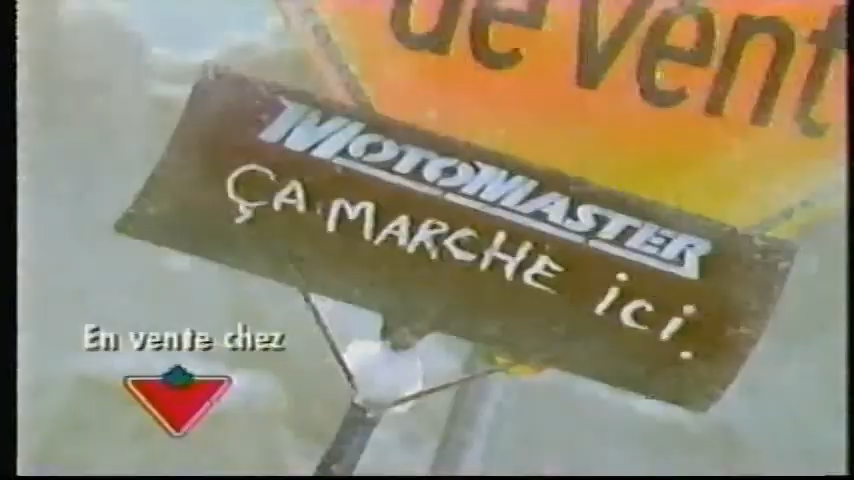 de vent
MOTOMASTER
ÇA MARCHE ici.
En vente chez